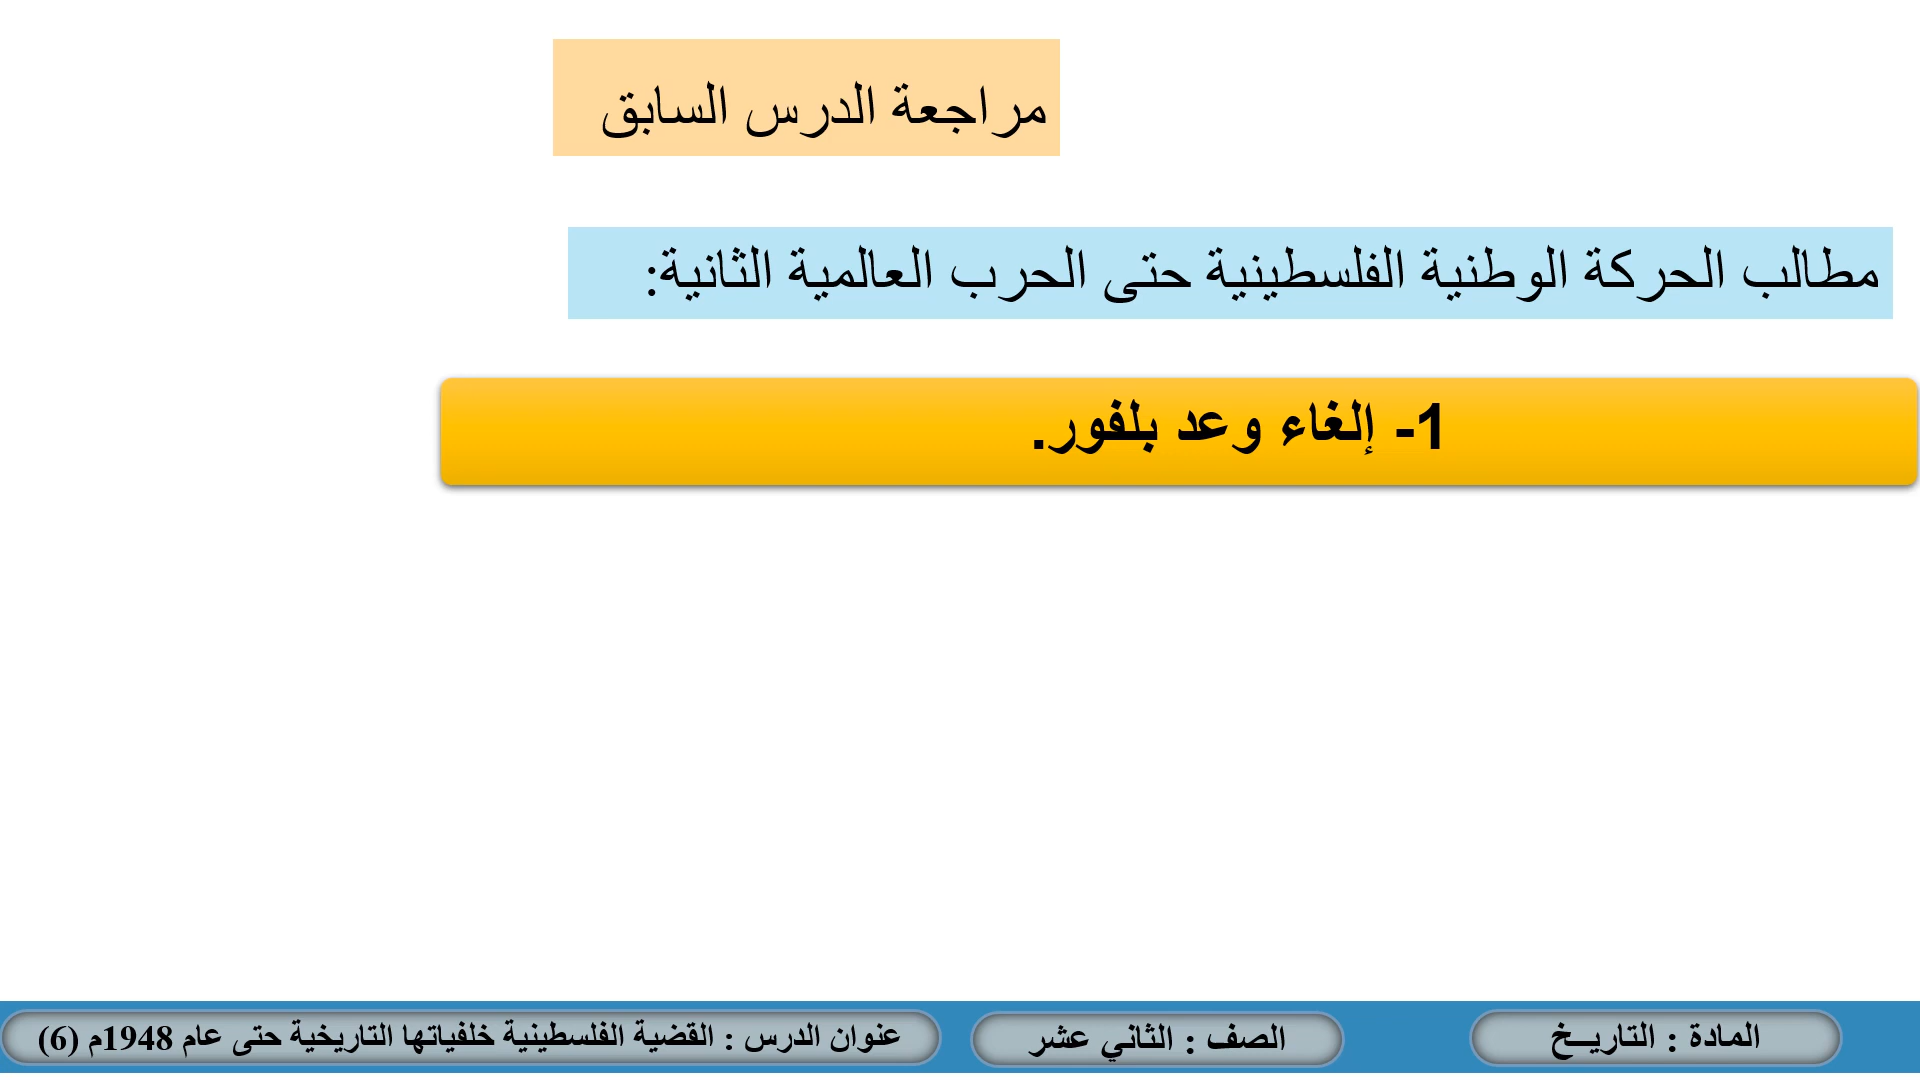 مراجعة الدرس السابق
مطالب الحركة الوطنية الفلسطينية حتى الحرب العالمية الثانية:
1- إلغاء وعد بلفور.
المادة : التاريــخ
الصف : الثاني عشر
عنوان الدرس : القضية الفلسطينية خلفياتها التاريخية حتى عام 1948م (6)